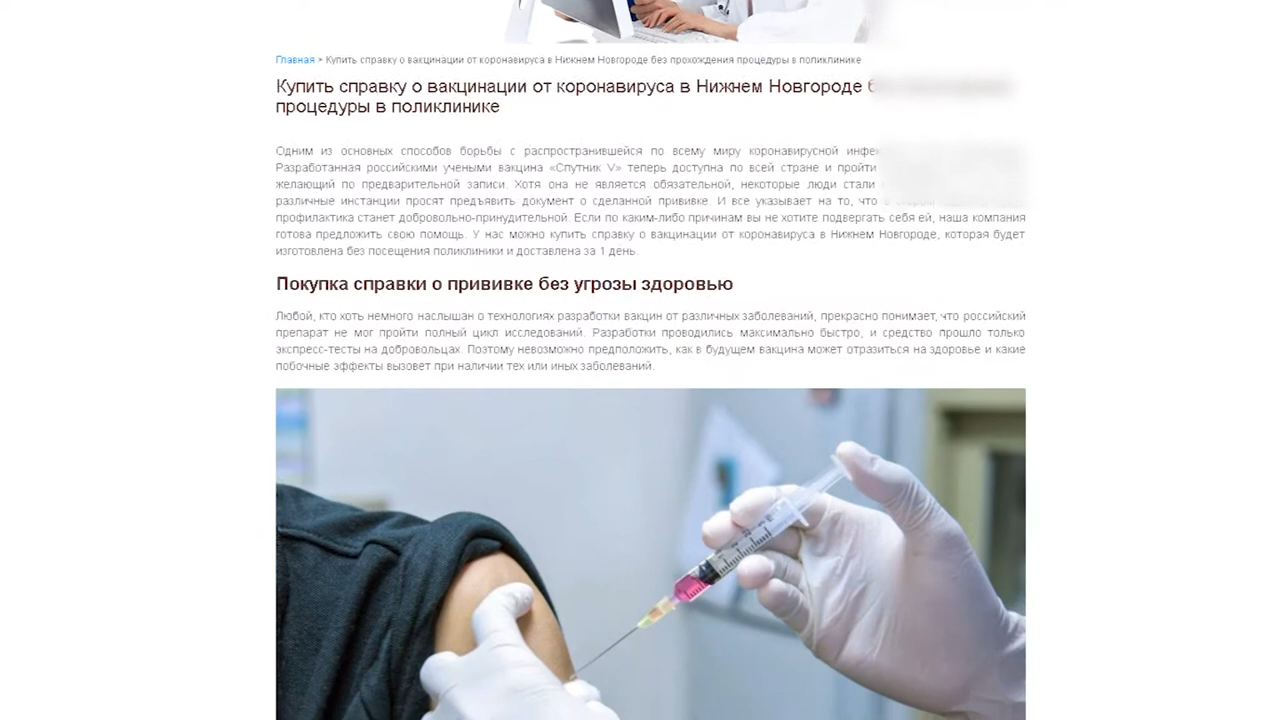 Главная > Купить справку о вакцинации от коронавируса в Нижнем Новгороде без прохождения процедуры в поликлинике
Купить справку о вакцинации от коронавируса в Нижнем Новгороде
процедуры в поликлинике
Одним из основных способов борьбы с распространившейся по всему миру коронавирусной
Разработанная российскими учеными вакцина «Спутник V» теперь доступна по всей стране и пройти
желающий по предварительной записи. Хотя она не является обязательной, некоторые люди стали
различные инстанции просят предъявить документ о сделанной прививке. И все указывает на то, что
профилактика станет добровольно-принудительной. Если по каким-либо причинам вы не хотите подвергать себя ей, наша компания
готова предложить свою помощь. У нас можно купить справку о вакцинации от коронавируса в Нижнем Новгороде, которая будет
изготовлена без посещения поликлиники и доставлена за 1 день.
Покупка справки о прививке без угрозы здоровью
Любой, кто хоть немного наслышан о технологиях разработки вакцин от различных заболеваний, прекрасно понимает, что российский
препарат не мог пройти полный цикл исследований. Разработки проводились максимально быстро, и средство прошло только
экспресс-тесты на добровольцах. Поэтому невозможно предположить, как в будущем вакцина может отразиться на здоровье и какие
побочные эффекты вызовет при наличии тех или иных заболеваний.